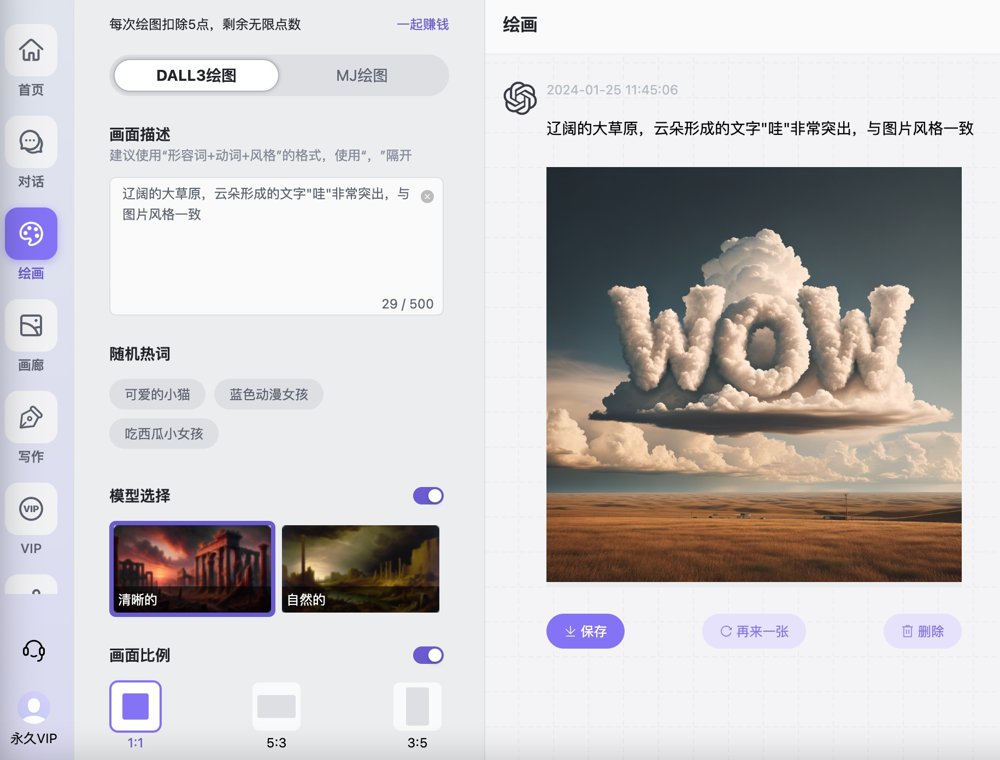 首页
对话
绘画
画廊
写作
VIP
VIP
永久VIP
每次绘图扣除5点，剩余无限点数
一起赚钱
DALL3绘图
MJ绘图
画面描述
建议使用“形容词+动词+风格”的格式，使用“，”隔开
辽阔的大草原，云朵形成的文字"哇"非常突出，与
图片风格一致
29 / 500
随机热词
可爱的小猫
蓝色动漫女孩
吃西瓜小女孩
模型选择
清晰的
自然的
画面比例
1:1
5:3
3:5
绘画
2024-01-25 11:45:06
辽阔的大草原，云朵形成的文字"哇"非常突出，与图片风格一致
WOW
保存
再来一张
删除